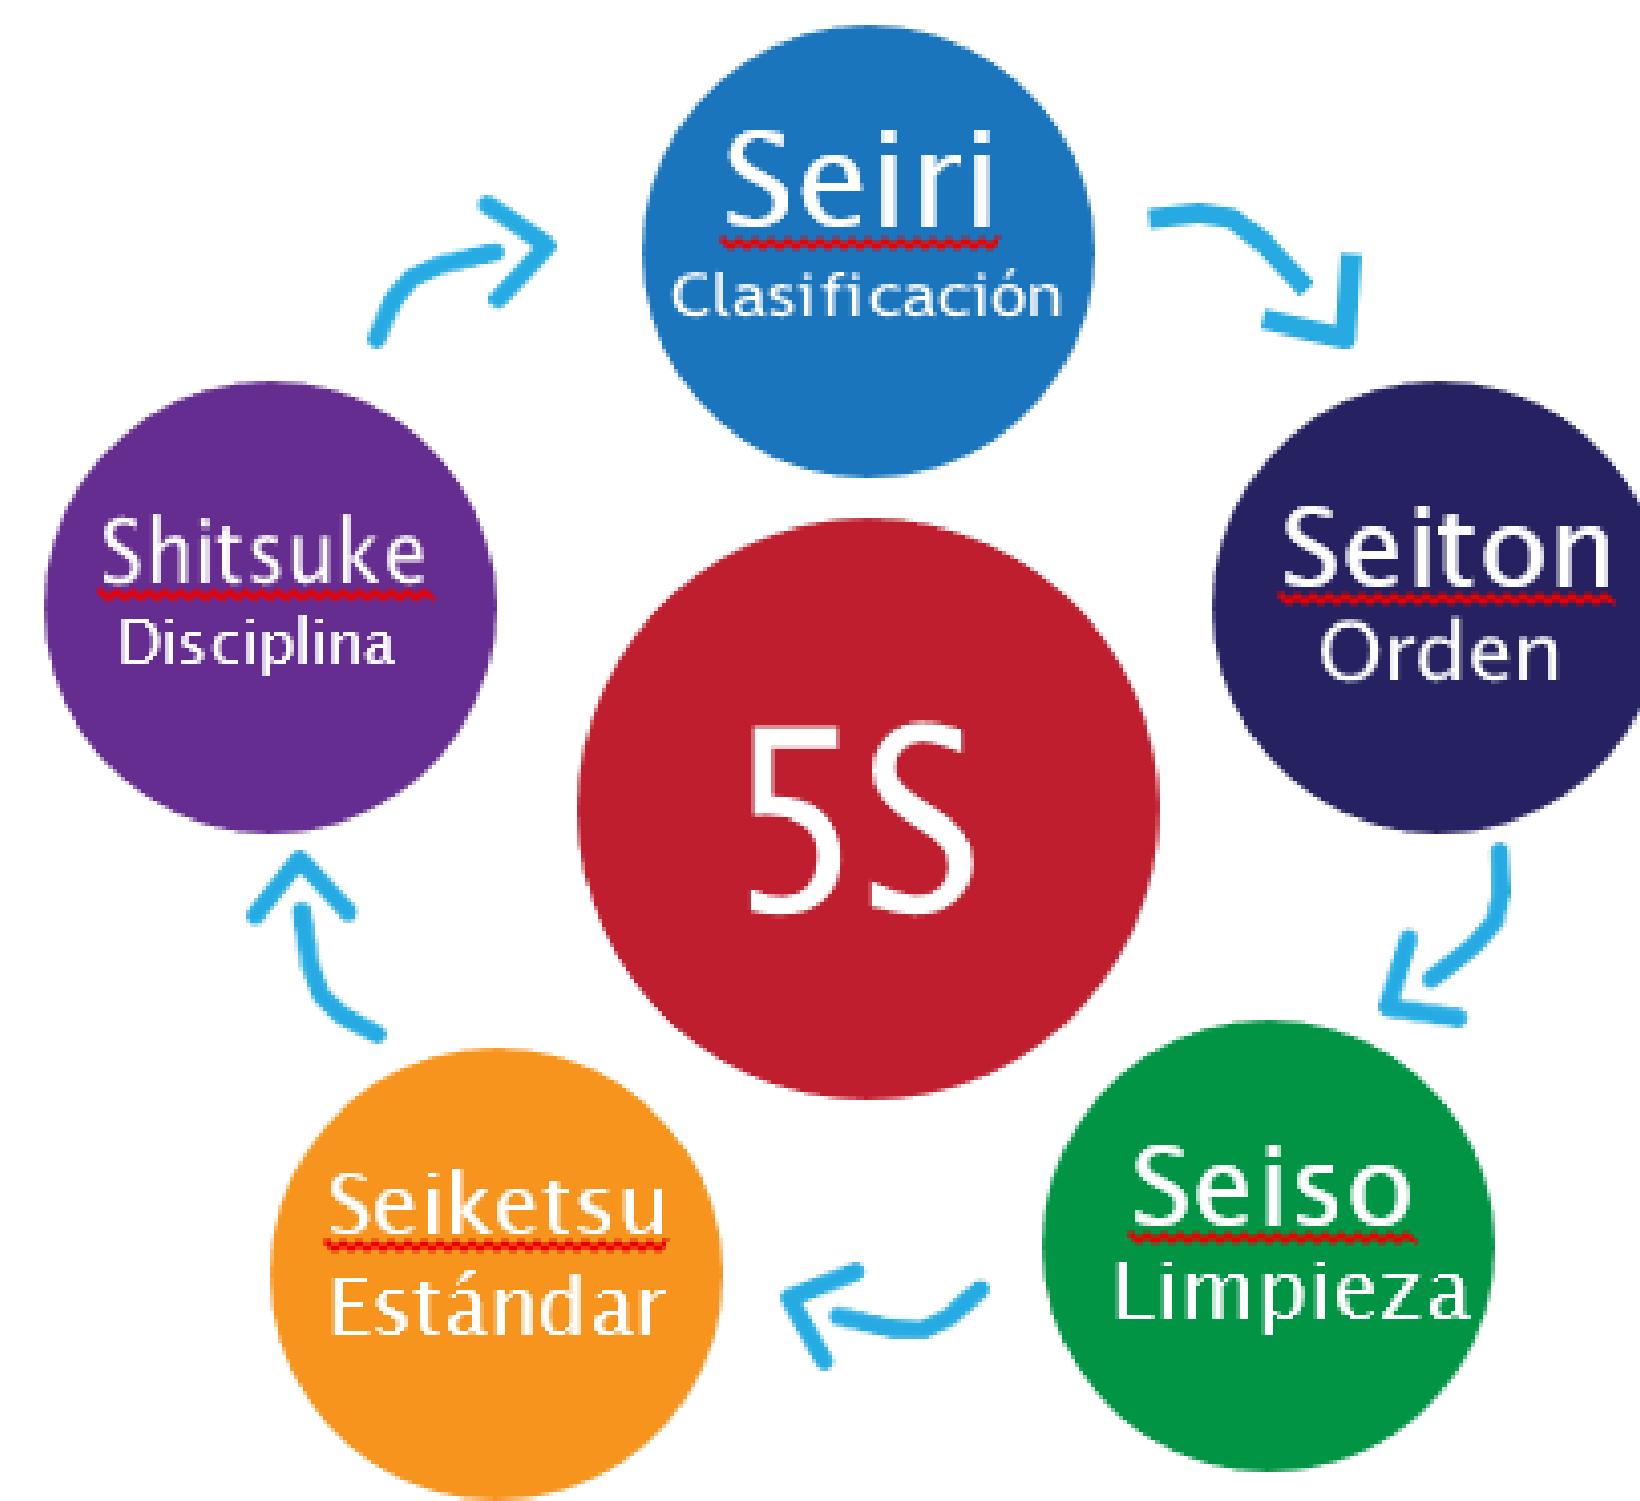 Seiri
Clasificación
Seiton
Orden
Seiso
Limpieza
Seiketsu
Estándar
Shitsuke
Disciplina
5S